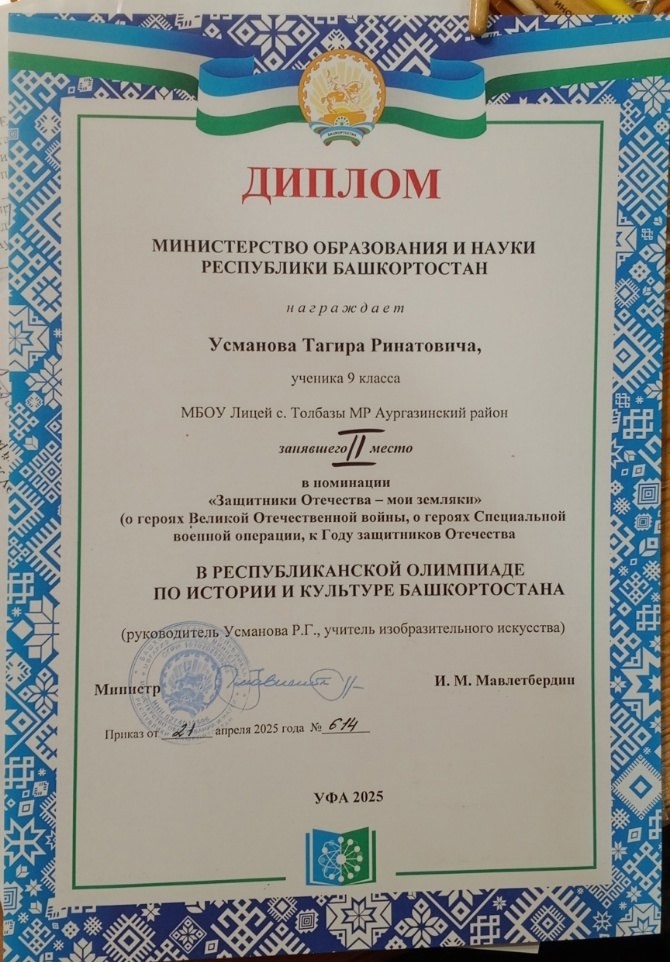 ДИПЛОМ
МИНИСТЕРСТВО ОБРАЗОВАНИЯ И НАУКИ
РЕСПУБЛИКИ БАШКОРТОСТАН
награждает
Усманова Тагира Ринатовича,
ученика 9 класса
МБОУ Лицей с. Толбазы МР Аургазинский район
занявшего II место
в номинации
«Защитники Отечества – мои земляки»
(о героях Великой Отечественной войны, о героях Специальной
военной операции, к Году защитников Отечества
В РЕСПУБЛИКАНСКОЙ ОЛИМПИАДЕ
ПО ИСТОРИИ И КУЛЬТУРЕ БАШКОРТОСТАНА
(руководитель Усманова Р.Г., учитель изобразительного искусства)
Министр И. М. Мавлетбердин
Приказ от 21 апреля 2025 года № 614
УФА 2025